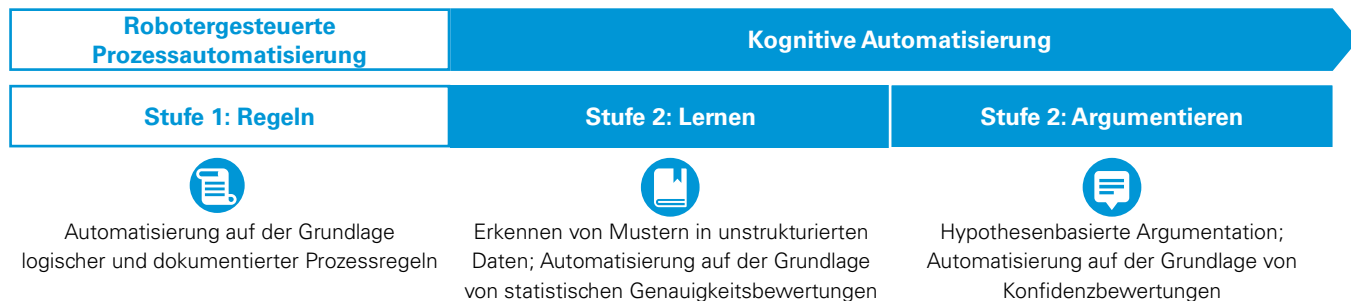 Robotergesteuerte
Prozessautomatisierung
Kognitive Automatisierung
Stufe 1: Regeln
Stufe 2: Lernen
Stufe 2: Argumentieren
Automatisierung auf der Grundlage
logischer und dokumentierter Prozessregeln
Erkennen von Mustern in unstrukturierten
Daten; Automatisierung auf der Grundlage
von statistischen Genauigkeitsbewertungen
Hypothesenbasierte Argumentation;
Automatisierung auf der Grundlage von
Konfidenzbewertungen